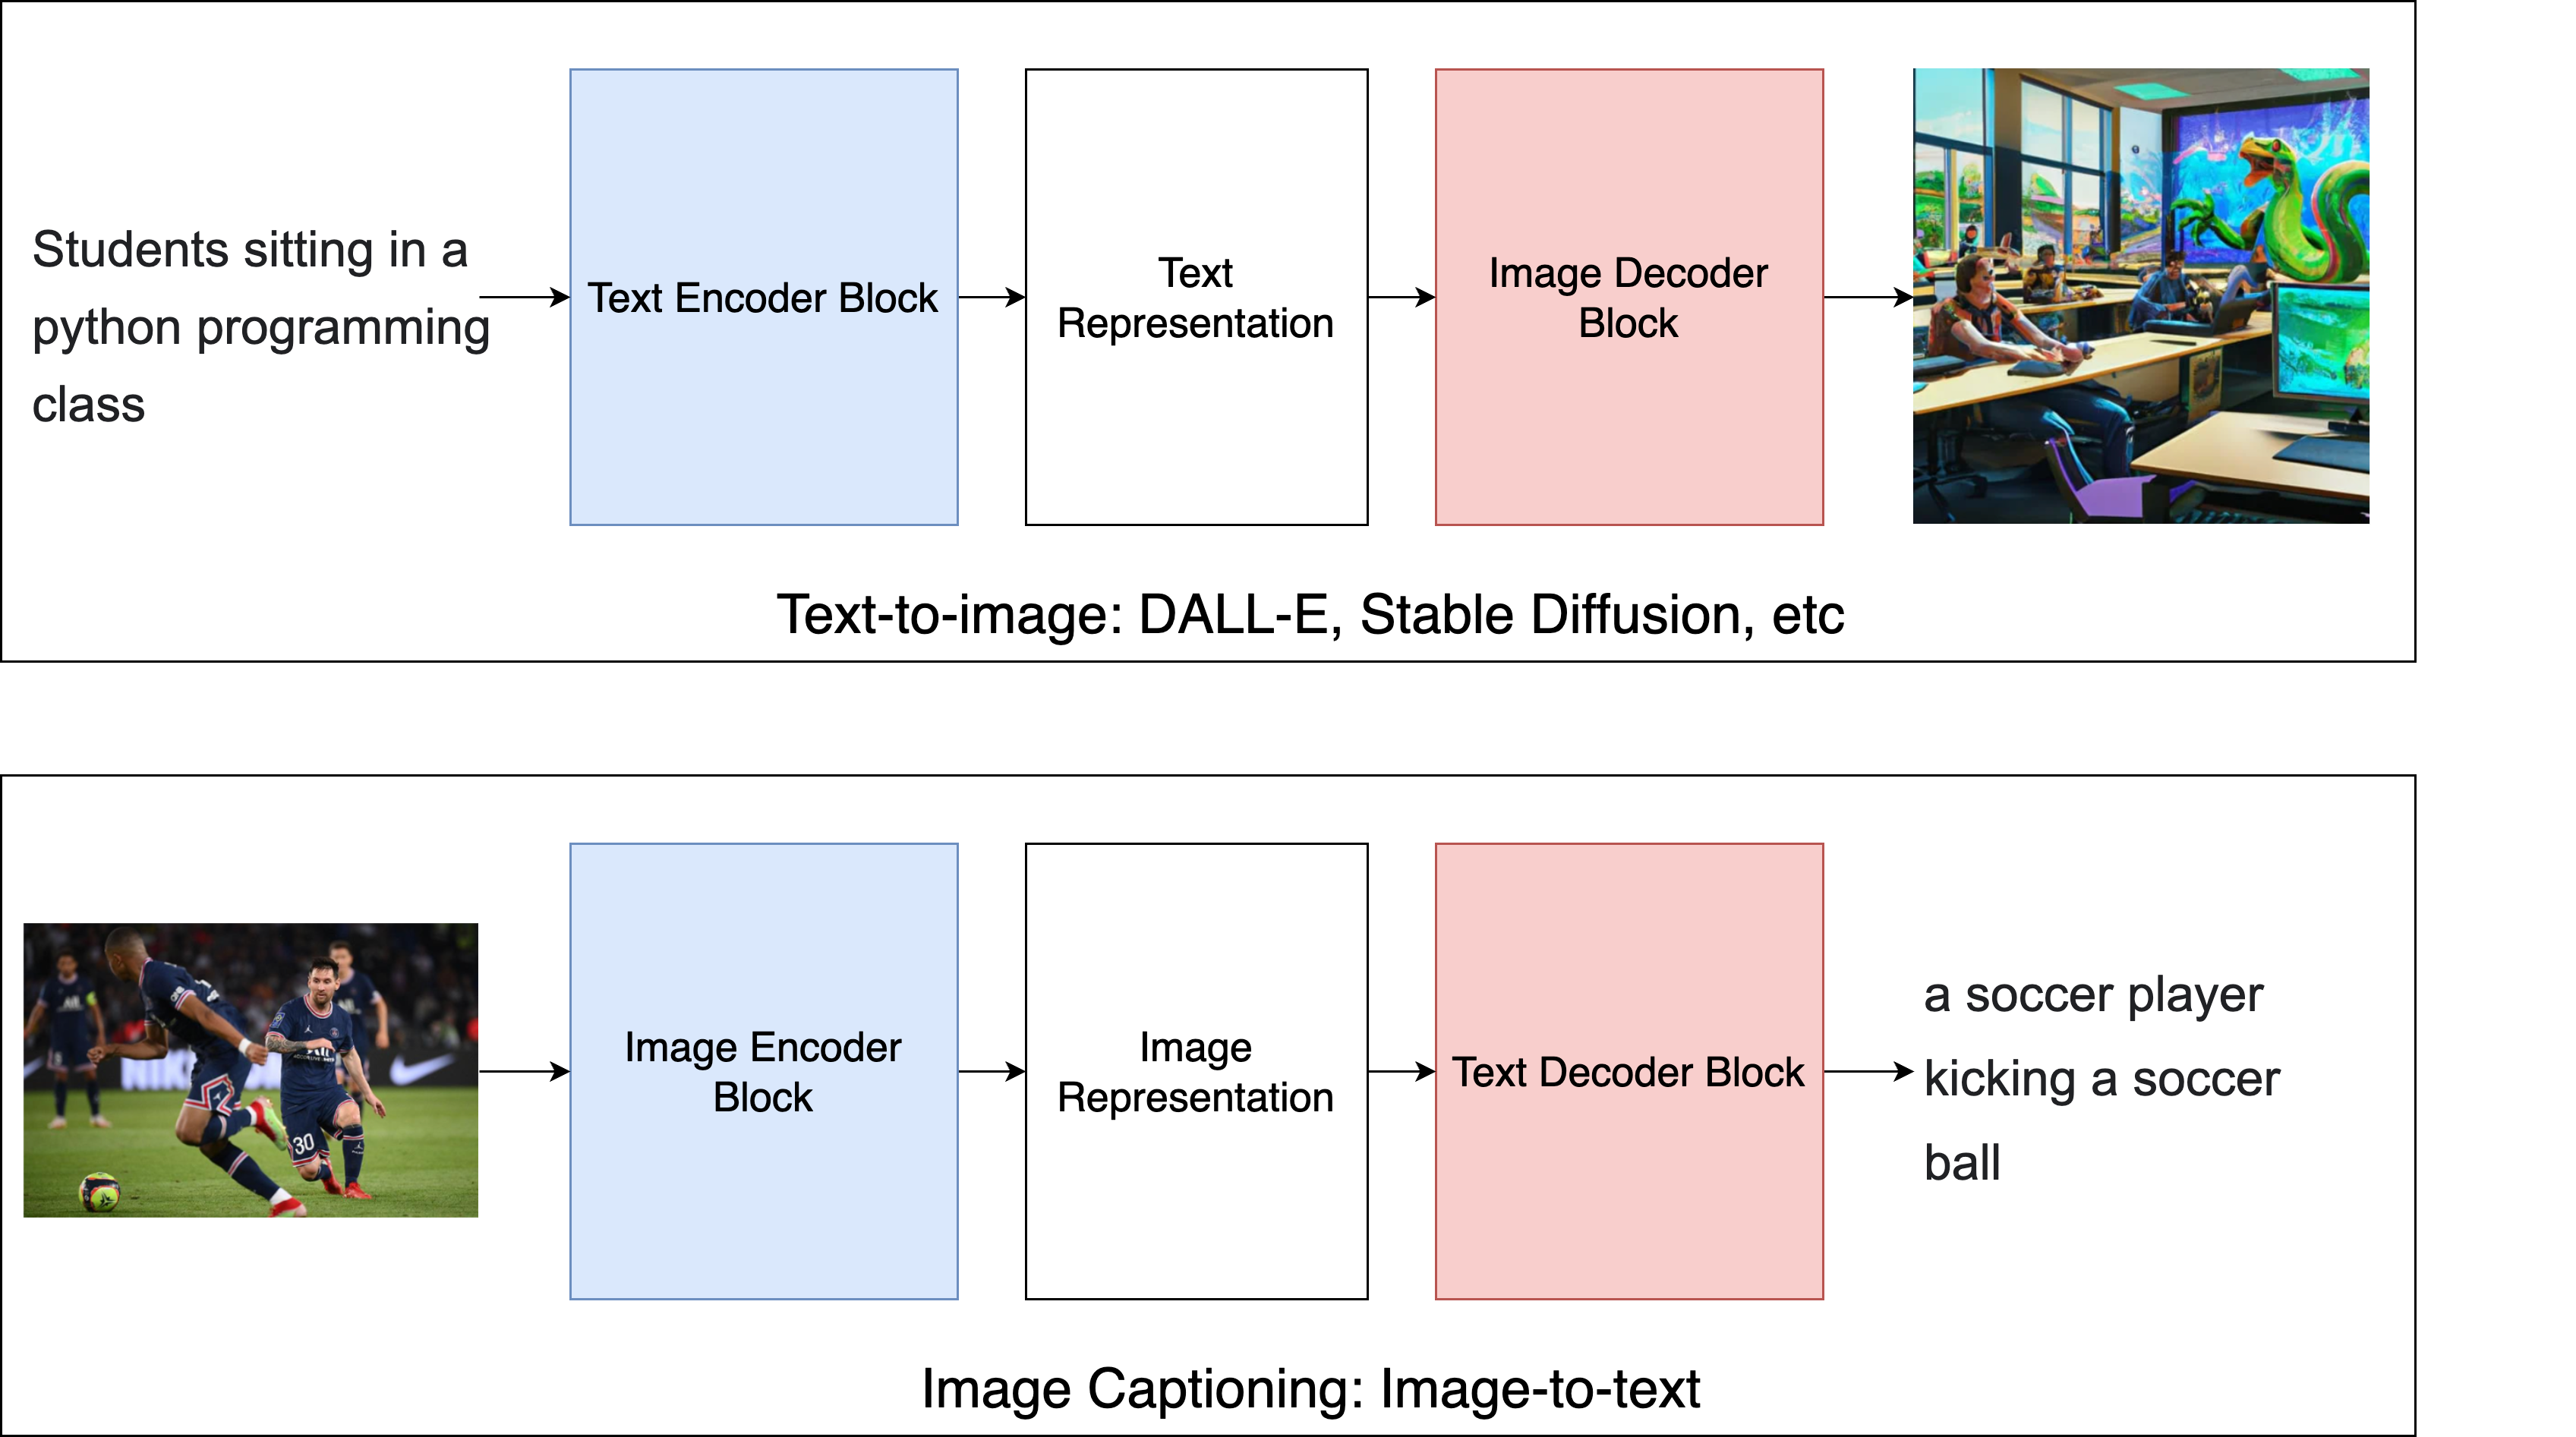 Students sitting in a
python programming
class
Text Encoder Block
Text
Representation
Image Decoder
Block
Text-to-image: DALL-E, Stable Diffusion, etc
30
Image Encoder
Block
Image
Representation
Text Decoder Block
a soccer player
kicking a soccer
ball
Image Captioning: Image-to-text